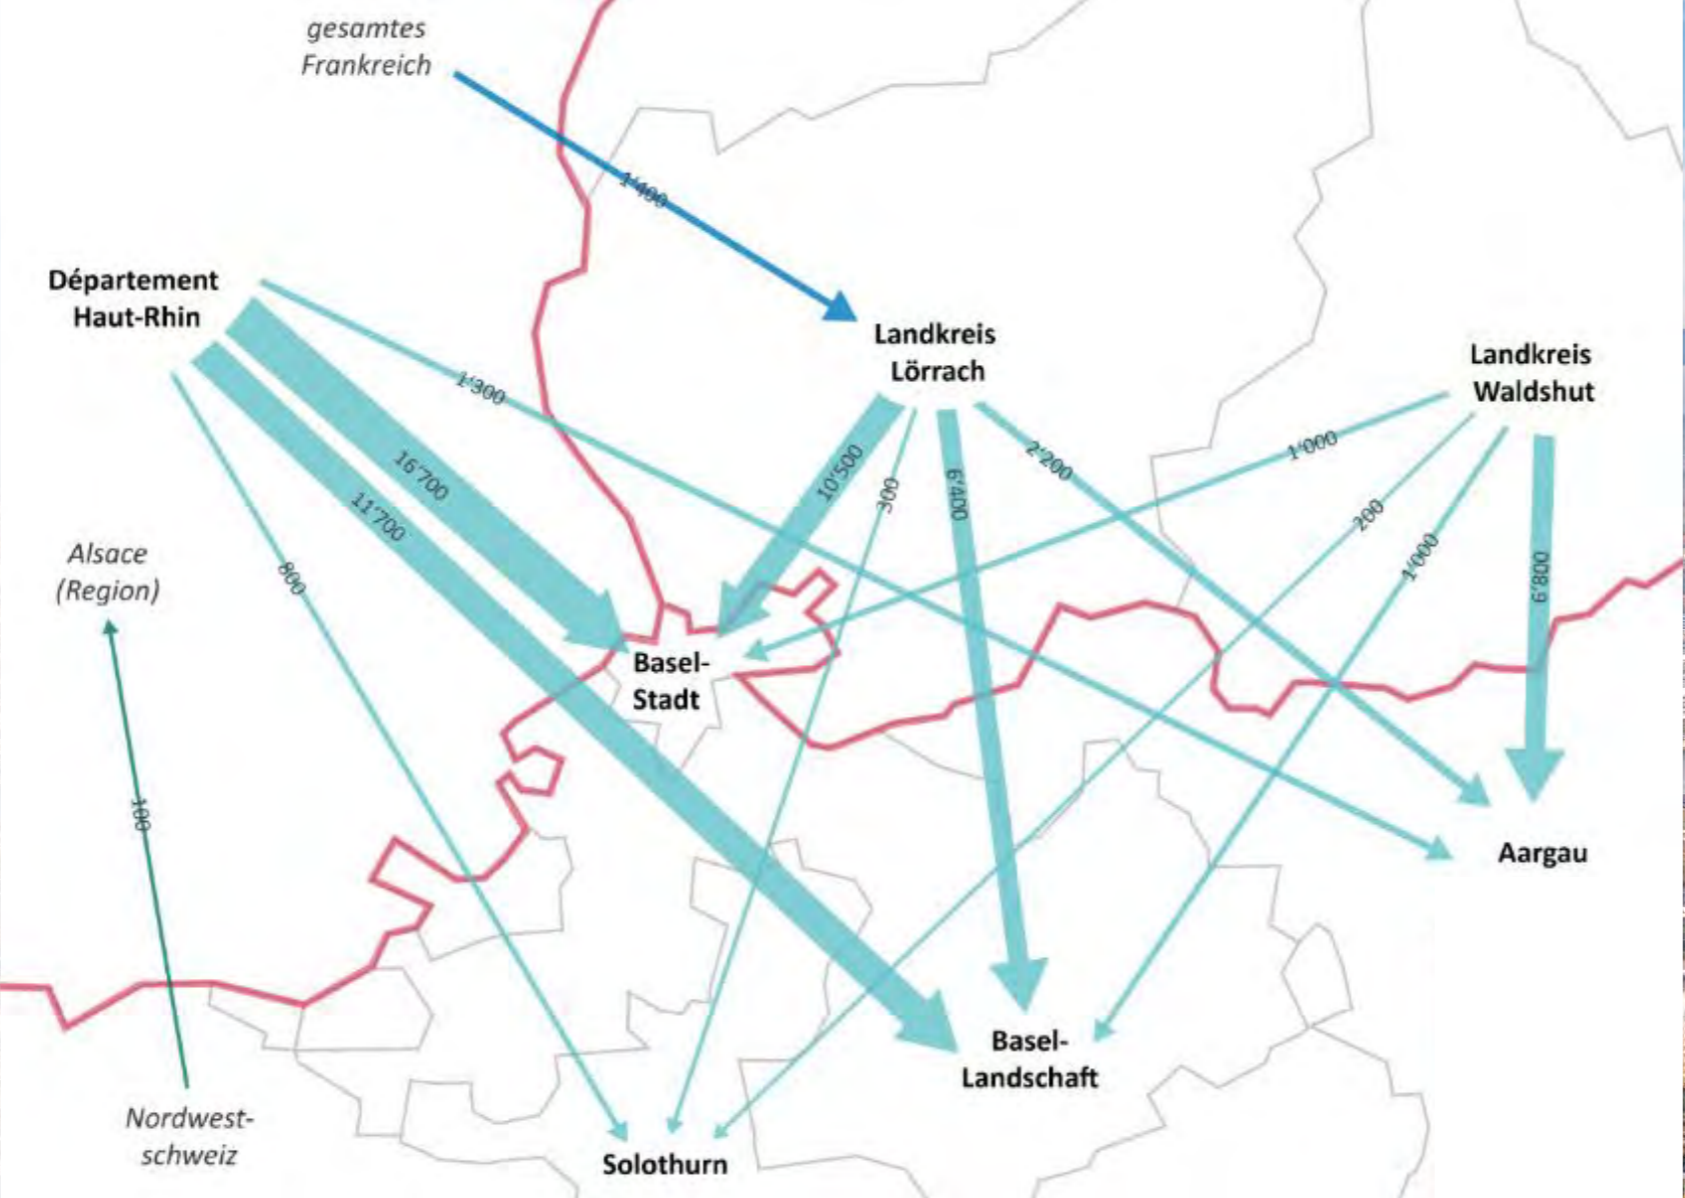 gesamtes
Frankreich
1'400
Département
Haut-Rhin
Landkreis
Lörrach
Landkreis
Waldshut
1'300
16'700
11'700
800
10'500
300
6'400
2'200
1'000
200
1'000
6'800
Alsace
(Region)
Basel-
Stadt
100
Aargau
Basel-
Landschaft
Nordwest-
schweiz
Solothurn